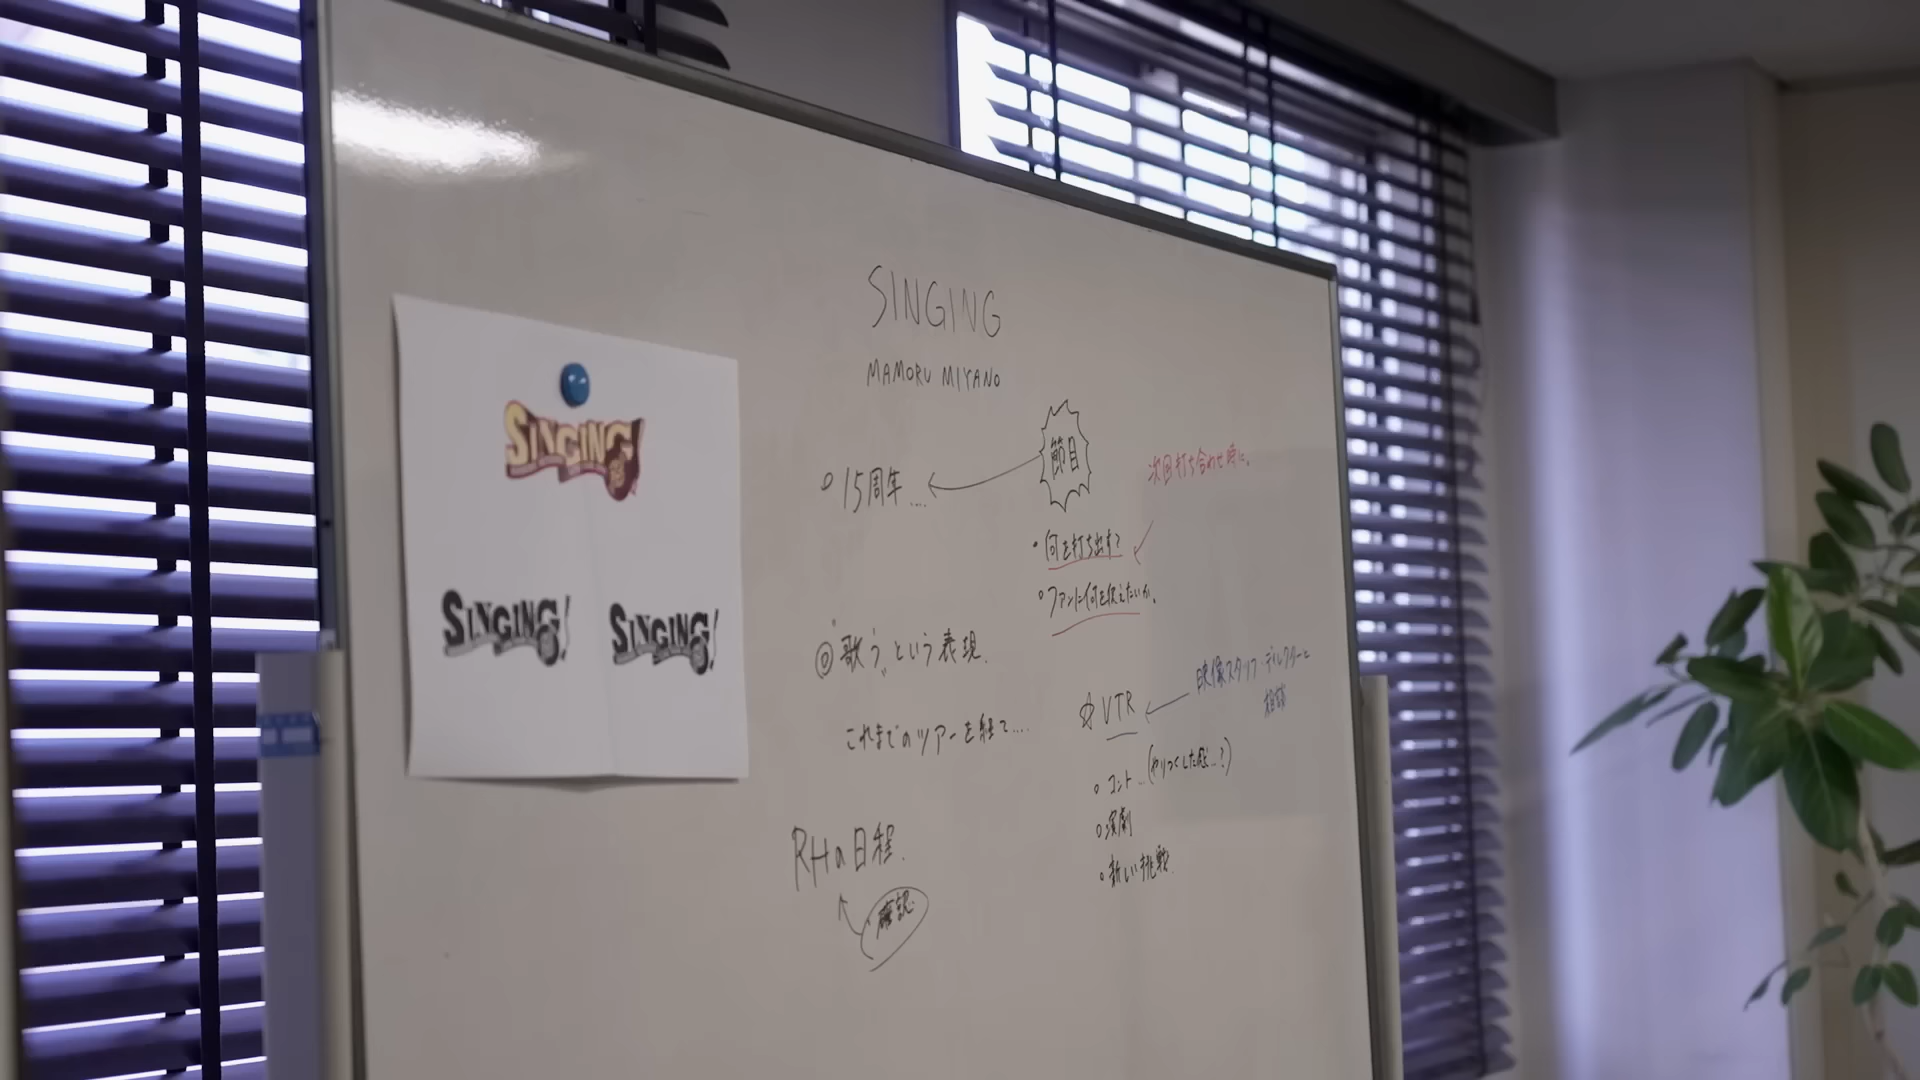 SINGING!
SINGING!
SINGING!
SINGING
MAMORU MIYANO
15周年....
節目
次回打ち合わせ時に。
・何を打ち出す?
・ファンに何を伝えたいか。
◎"歌う"という表現.
これまでのツアーを経て....
☆VTR
映像スタッフ・ディレクターと
相談
○コント...(やりつくした感...?)
○演劇
○新しい挑戦.
RHの日程.
確認